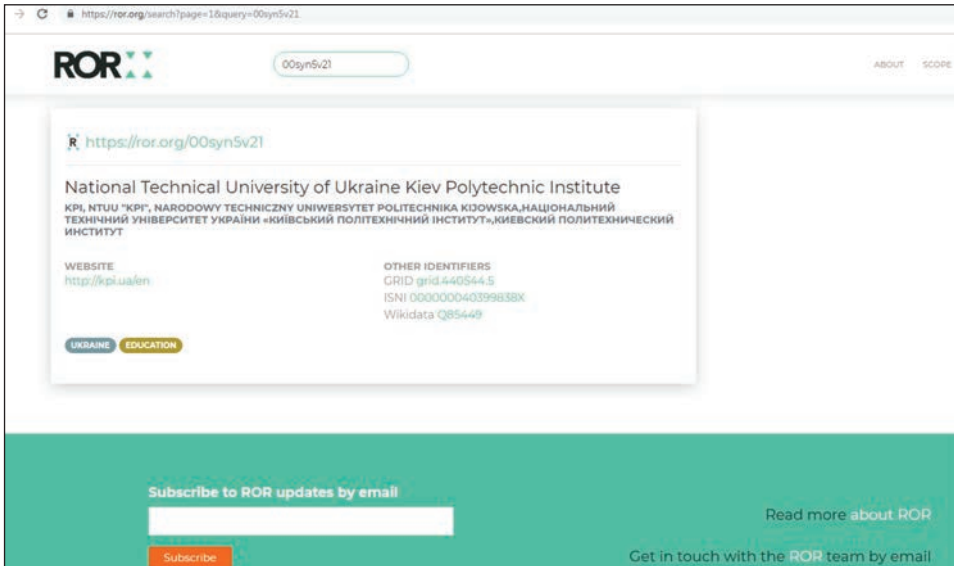 https://ror.org/search?page=1&query=00syn5v21
ROR
00syn5v21
ABOUT SCOPE
R https://ror.org/00syn5v21
National Technical University of Ukraine Kiev Polytechnic Institute
KPI, NTUU "KPI", NARODOWY TECHNICZNY UNIWERSYTET POLITECHNIKA KIJOWSKA,НАЦІОНАЛЬНИЙ
ТЕХНІЧНИЙ УНІВЕРСИТЕТ УКРАЇНИ «КИЇВСЬКИЙ ПОЛІТЕХНІЧНИЙ ІНСТИТУТ»,КИЕВСКИЙ ПОЛИТЕХНИЧЕСКИЙ
ИНСТИТУТ
WEBSITE
http://kpi.ua/en
OTHER IDENTIFIERS
GRID grid.440544.5
ISNI 000000040399838X
Wikidata Q85449
UKRAINE EDUCATION
Subscribe to ROR updates by email
Subscribe
Read more about ROR
Get in touch with the ROR team by email